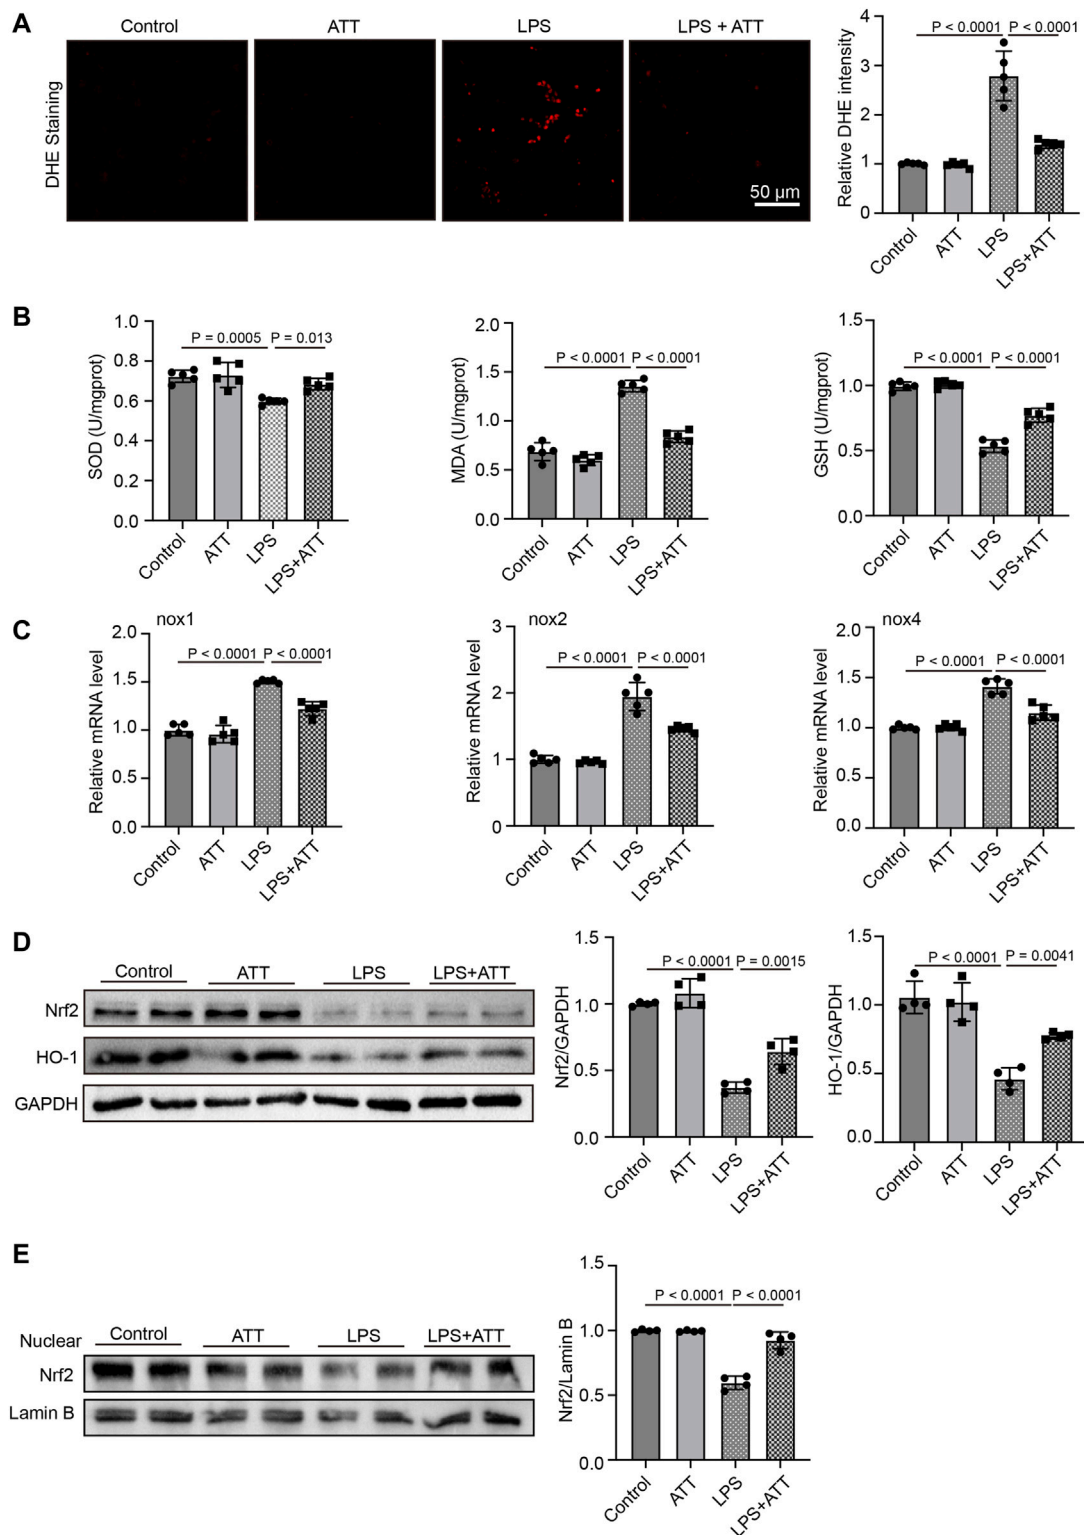 A
Control
ATT
LPS
LPS + ATT
DHE Staining
50 µm
Relative DHE intensity
P < 0.0001
P < 0.0001
4
3
2
1
0
Control
ATT
LPS
LPS+ATT
B
SOD (U/mgprot)
P = 0.0005
P = 0.013
1.0
0.8
0.6
0.4
0.2
0.0
Control
ATT
LPS
LPS+ATT
MDA (U/mgprot)
P < 0.0001
P < 0.0001
2.0
1.5
1.0
0.5
0.0
Control
ATT
LPS
LPS+ATT
GSH (U/mgprot)
P < 0.0001
P < 0.0001
1.5
1.0
0.5
0.0
Control
ATT
LPS
LPS+ATT
C
nox1
Relative mRNA level
P < 0.0001
P < 0.0001
2.0
1.5
1.0
0.5
0.0
Control
ATT
LPS
LPS+ATT
nox2
Relative mRNA level
P < 0.0001
P < 0.0001
3
2
1
0
Control
ATT
LPS
LPS+ATT
nox4
Relative mRNA level
P < 0.0001
P < 0.0001
2.0
1.5
1.0
0.5
0.0
Control
ATT
LPS
LPS+ATT
D
Control
ATT
LPS
LPS+ATT
Nrf2
HO-1
GAPDH
Nrf2/GAPDH
P < 0.0001
P = 0.0015
1.5
1.0
0.5
0.0
Control
ATT
LPS
LPS+ATT
HO-1/GAPDH
P < 0.0001
P = 0.0041
1.5
1.0
0.5
0.0
Control
ATT
LPS
LPS+ATT
E
Nuclear
Control
ATT
LPS
LPS+ATT
Nrf2
Lamin B
Nrf2/Lamin B
P < 0.0001
P < 0.0001
1.5
1.0
0.5
0.0
Control
ATT
LPS
LPS+ATT